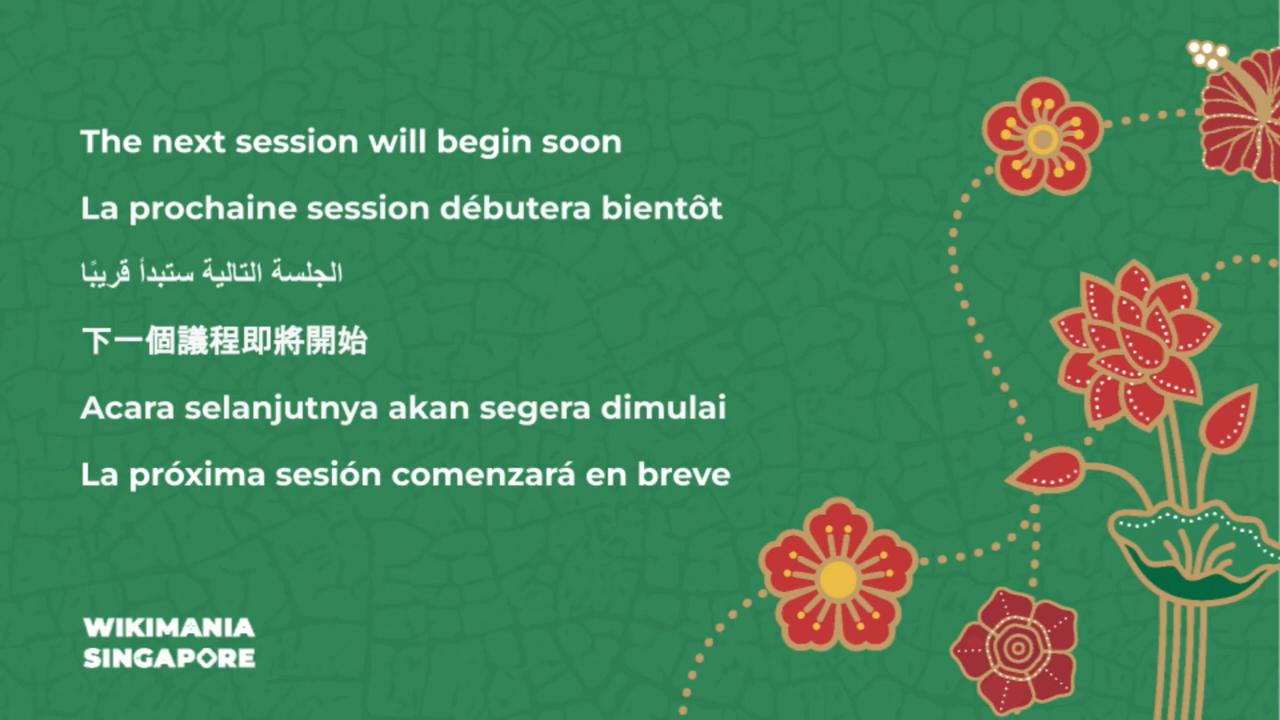 The next session will begin soon
La prochaine session débutera bientôt
الجلسة التالية ستبدأ قريبًا
下一個議程即將開始
Acara selanjutnya akan segera dimulai
La próxima sesión comenzará en breve
WIKIMANIA
SINGAPORE